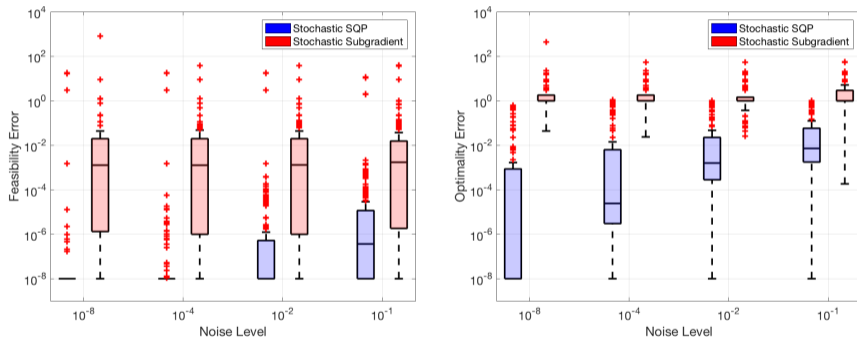 Stochastic SQP
Stochastic Subgradient
10^4
10^2
10^0
10^-2
10^-4
10^-6
10^-8
Feasibility Error
10^-8
10^-4
10^-2
10^-1
Noise Level
Stochastic SQP
Stochastic Subgradient
10^4
10^2
10^0
10^-2
10^-4
10^-6
10^-8
Optimality Error
10^-8
10^-4
10^-2
10^-1
Noise Level